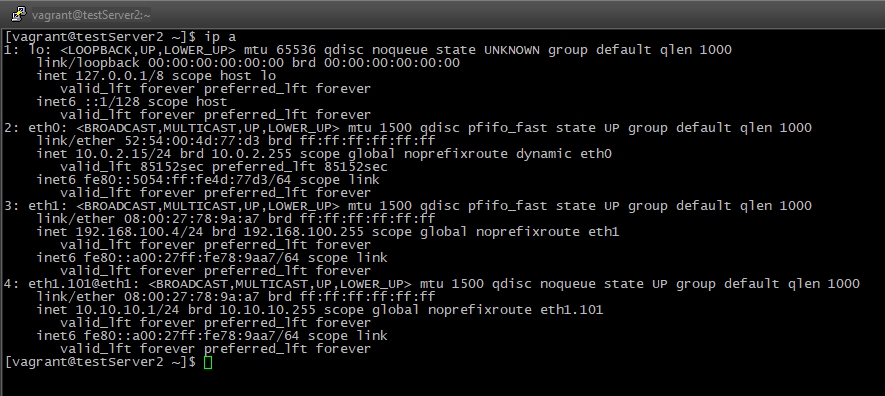 vagrant@testServer2:~
[vagrant@testServer2 ~]$ ip a
1: lo: <LOOPBACK,UP,LOWER_UP> mtu 65536 qdisc noqueue state UNKNOWN group default qlen 1000
    link/loopback 00:00:00:00:00:00 brd 00:00:00:00:00:00
    inet 127.0.0.1/8 scope host lo
       valid_lft forever preferred_lft forever
    inet6 ::1/128 scope host
       valid_lft forever preferred_lft forever
2: eth0: <BROADCAST,MULTICAST,UP,LOWER_UP> mtu 1500 qdisc pfifo_fast state UP group default qlen 1000
    link/ether 52:54:00:4d:77:d3 brd ff:ff:ff:ff:ff:ff
    inet 10.0.2.15/24 brd 10.0.2.255 scope global noprefixroute dynamic eth0
       valid_lft 85152sec preferred_lft 85152sec
    inet6 fe80::5054:ff:fe4d:77d3/64 scope link
       valid_lft forever preferred_lft forever
3: eth1: <BROADCAST,MULTICAST,UP,LOWER_UP> mtu 1500 qdisc pfifo_fast state UP group default qlen 1000
    link/ether 08:00:27:78:9a:a7 brd ff:ff:ff:ff:ff:ff
    inet 192.168.100.4/24 brd 192.168.100.255 scope global noprefixroute eth1
       valid_lft forever preferred_lft forever
    inet6 fe80::a00:27ff:fe78:9aa7/64 scope link
       valid_lft forever preferred_lft forever
4: eth1.101@eth1: <BROADCAST,MULTICAST,UP,LOWER_UP> mtu 1500 qdisc noqueue state UP group default qlen 1000
    link/ether 08:00:27:78:9a:a7 brd ff:ff:ff:ff:ff:ff
    inet 10.10.10.1/24 brd 10.10.10.255 scope global noprefixroute eth1.101
       valid_lft forever preferred_lft forever
    inet6 fe80::a00:27ff:fe78:9aa7/64 scope link
       valid_lft forever preferred_lft forever
[vagrant@testServer2 ~]$